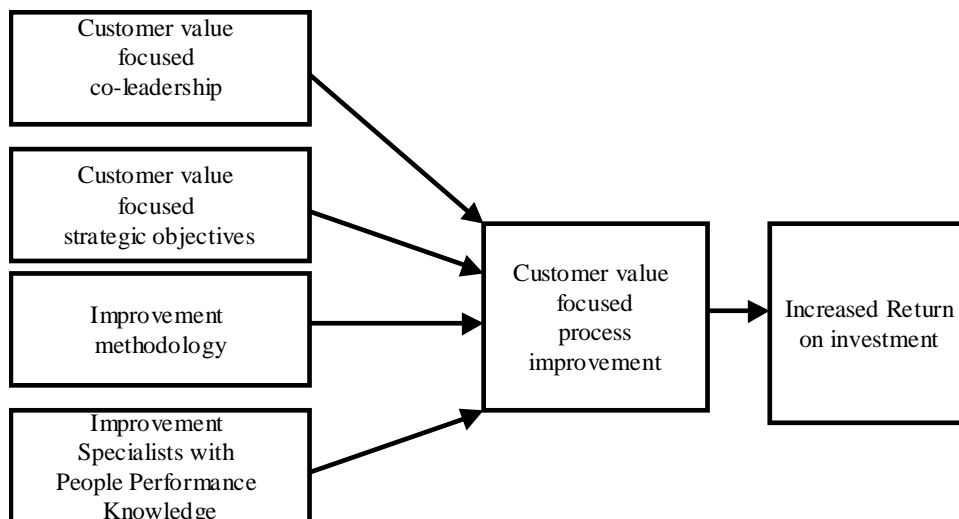 Customer value
focused
co-leadership
Customer value
focused
strategic objectives
Improvement
methodology
Improvement
Specialists with
People Performance
Knowledge
Customer value
focused
process
improvement
Increased Return
on investment